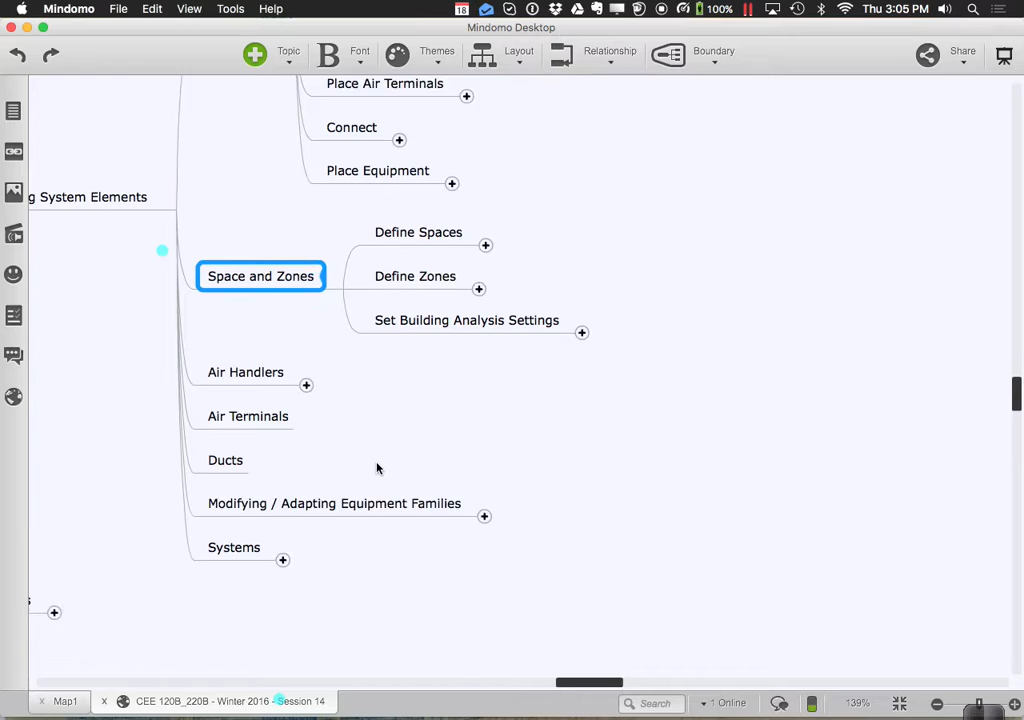 Mindomo File Edit View Tools Help 18 100% Thu 3:05 PM
Mindomo Desktop
Topic Font Themes Layout Relationship Boundary Share
Place Air Terminals
Connect
Place Equipment
g System Elements
Define Spaces
Space and Zones
Define Zones
Set Building Analysis Settings
Air Handlers
Air Terminals
Ducts
Modifying / Adapting Equipment Families
Systems
s
x Map1 x CEE 120B_220B - Winter 2016 - Session 14 Search 1 Online 139%